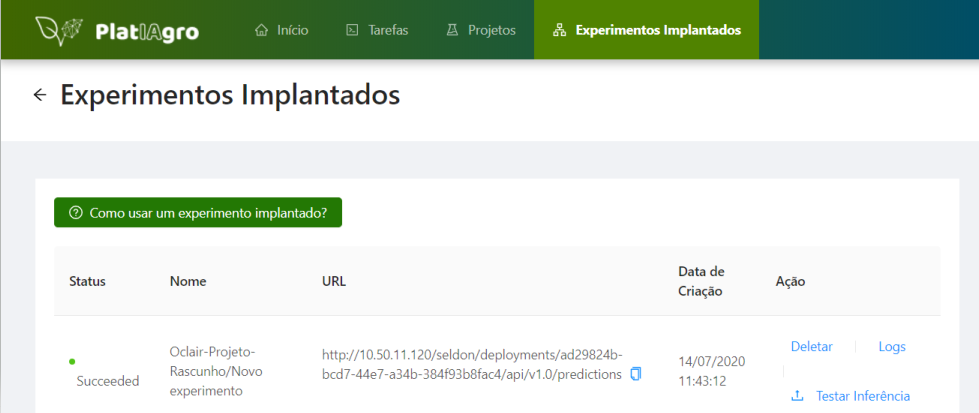 PlatIAgro
Início
Tarefas
Projetos
Experimentos Implantados
Experimentos Implantados
Como usar um experimento implantado?
Status
Nome
URL
Data de
Criação
Ação
Succeeded
Oclair-Projeto-
Rascunho/Novo
experimento
http://10.50.11.120/seldon/deployments/ad29824b-
bcd7-44e7-a34b-384f93b8fac4/api/v1.0/predictions
14/07/2020
11:43:12
Deletar
Logs
Testar Inferência